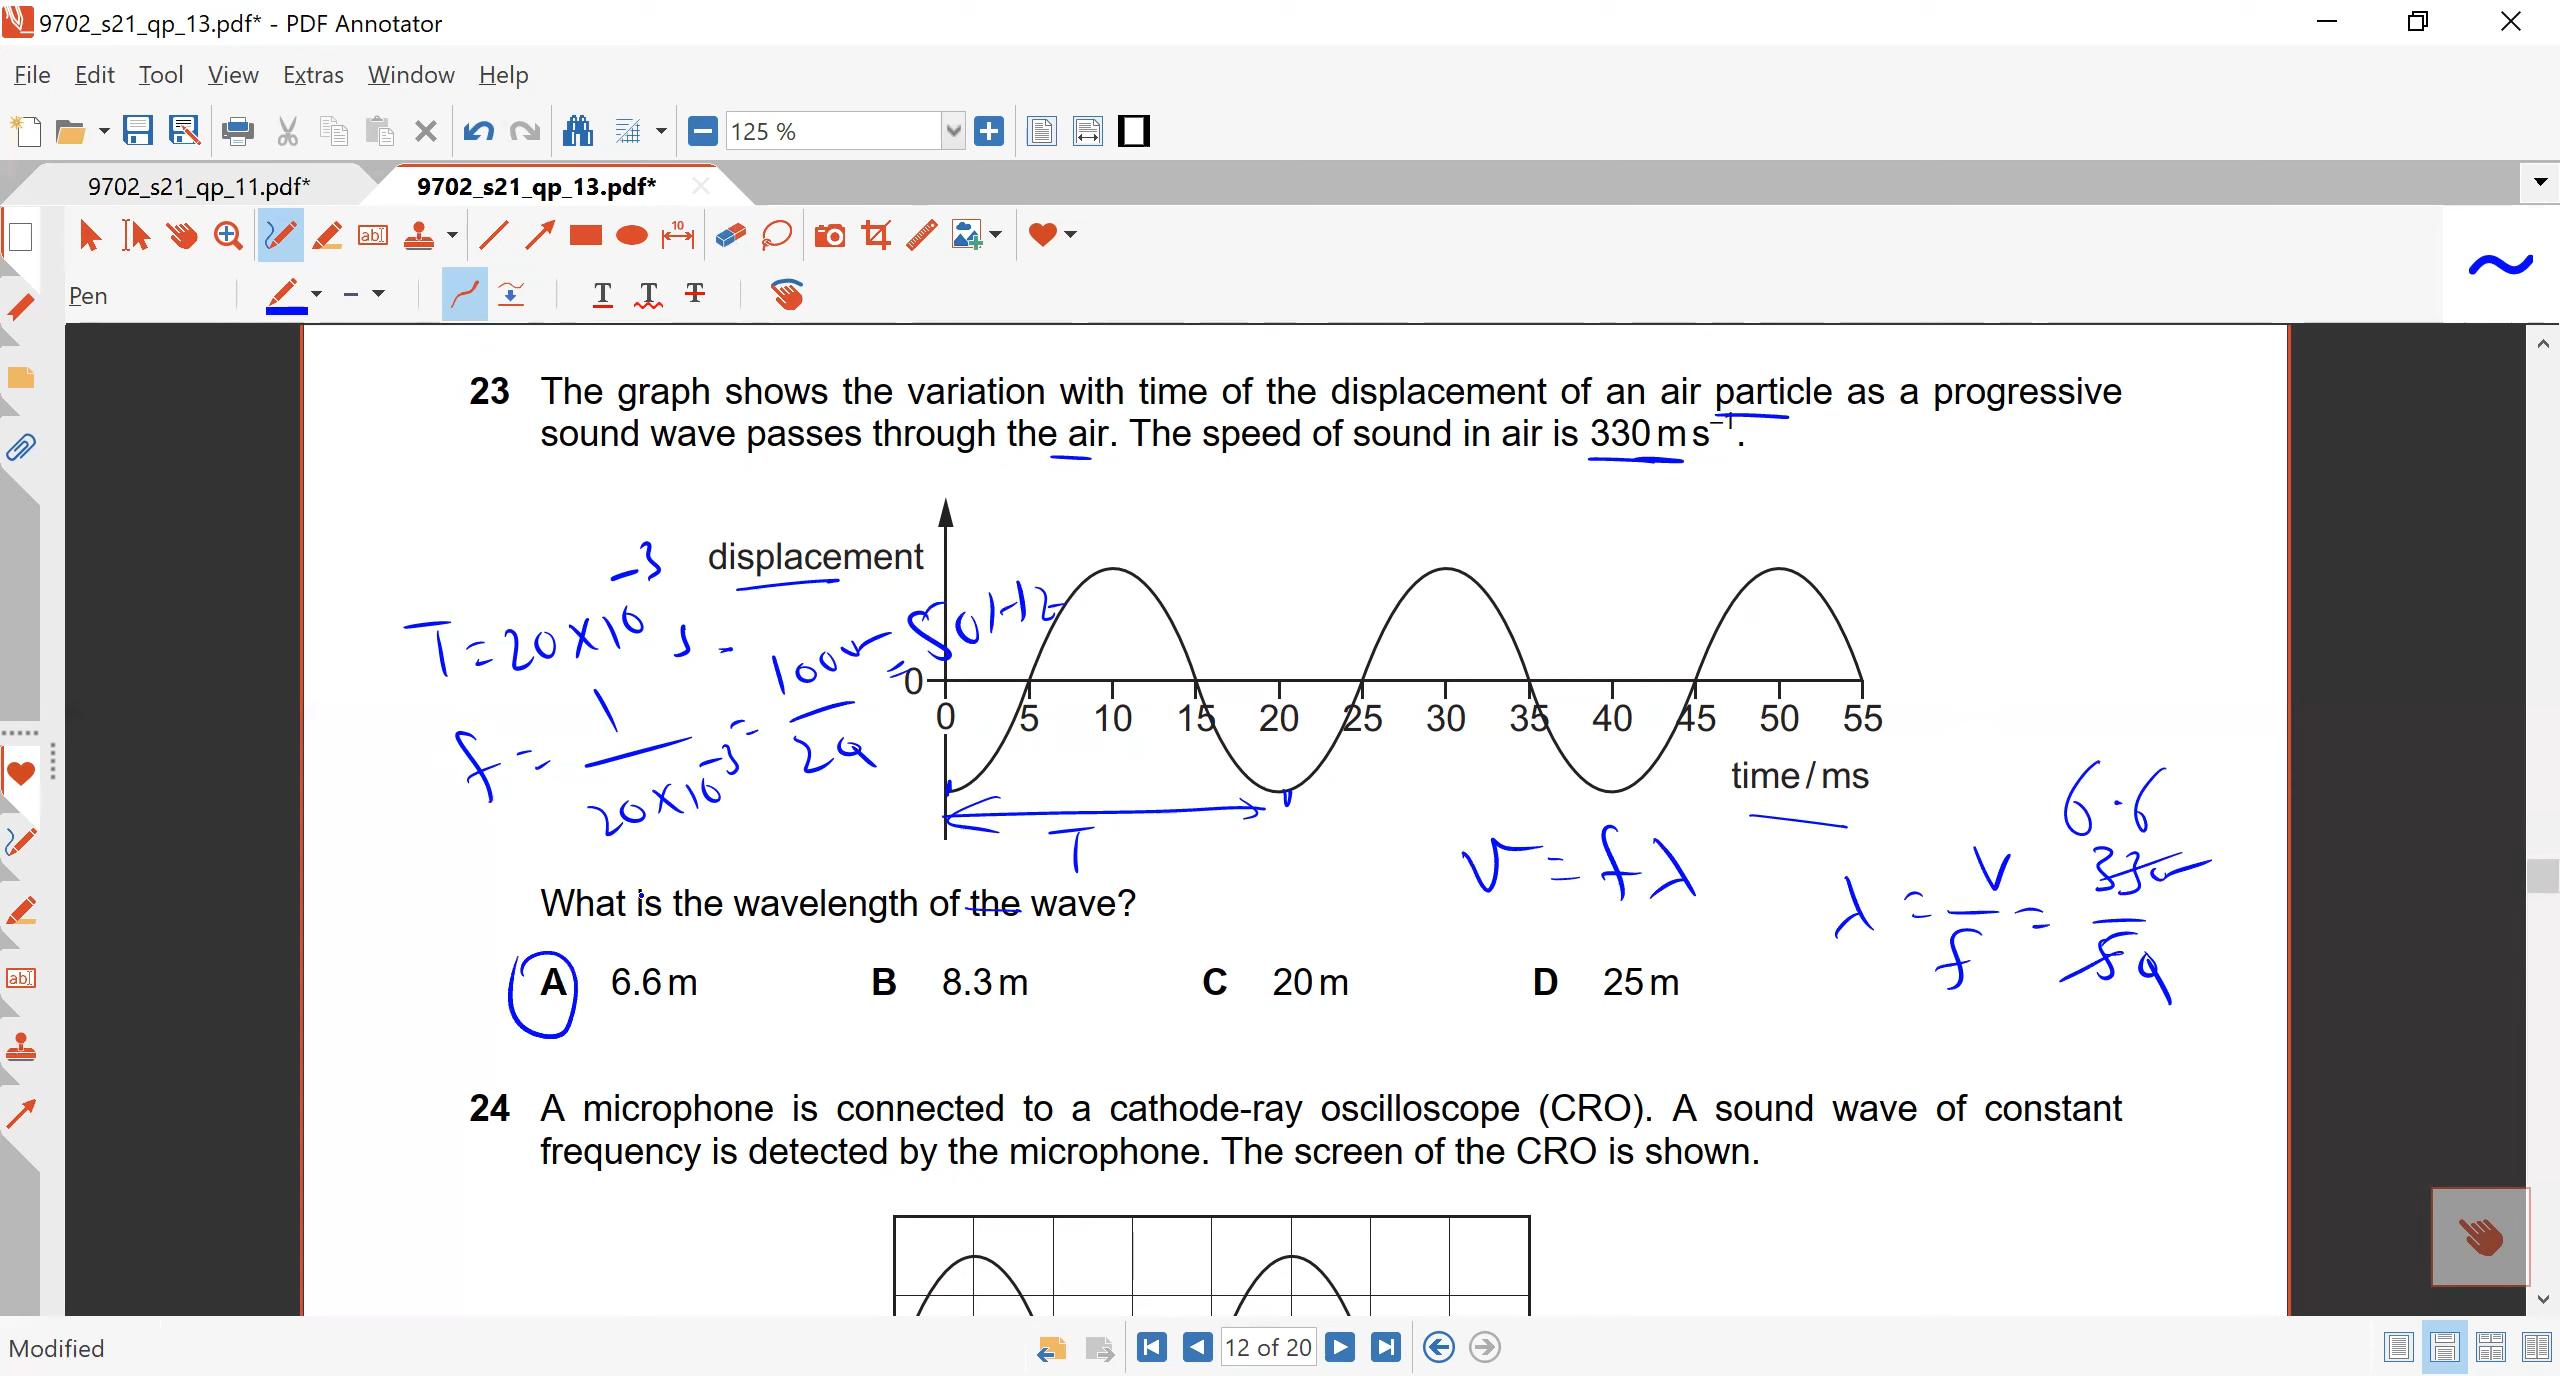 9702_s21_qp_13.pdf* - PDF Annotator
File Edit Tool View Extras Window Help
125 %
9702_s21_qp_11.pdf* 9702_s21_qp_13.pdf*
10
Pen
23 The graph shows the variation with time of the displacement of an air particle as a progressive
sound wave passes through the air. The speed of sound in air is 330 m s⁻¹.
displacement
T = 20 × 10⁻³ s
f = 1 / 20 × 10⁻³ = 1000 / 20 = 50 Hz
0
0 5 10 15 20 25 30 35 40 45 50 55
time / ms
T
v = fλ
λ = v / f = 330 / 50
6.6
What is the wavelength of the wave?
A 6.6 m B 8.3 m C 20 m D 25 m
24 A microphone is connected to a cathode-ray oscilloscope (CRO). A sound wave of constant
frequency is detected by the microphone. The screen of the CRO is shown.
Modified
12 of 20